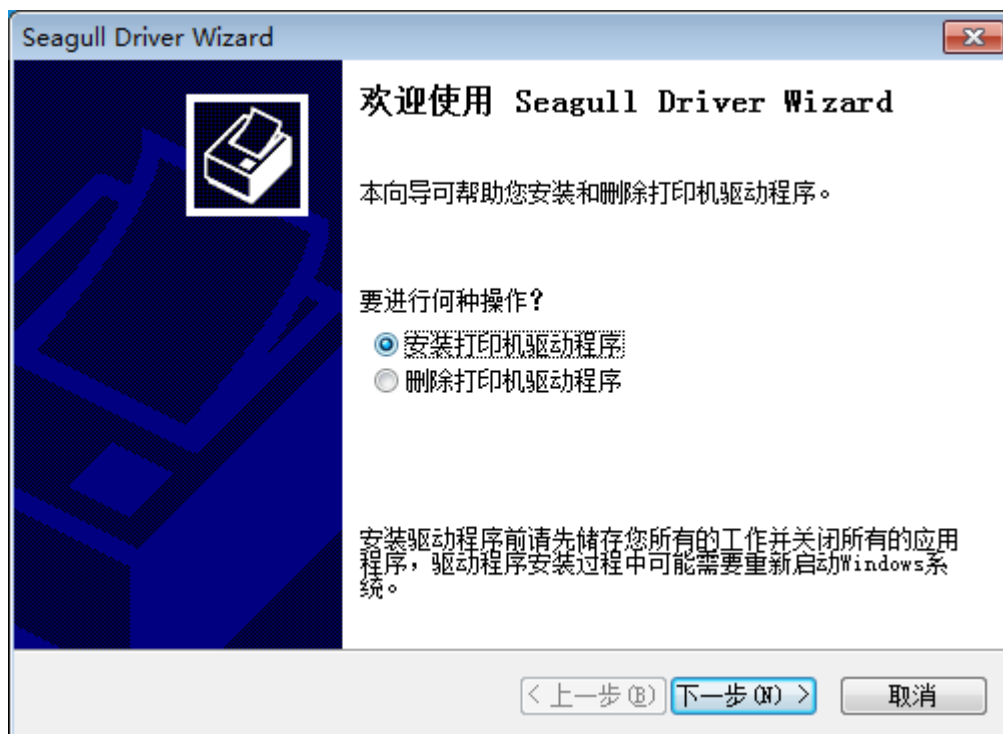 Seagull Driver Wizard
欢迎使用 Seagull Driver Wizard
本向导可帮助您安装和删除打印机驱动程序。
要进行何种操作?
安装打印机驱动程序
删除打印机驱动程序
安装驱动程序前请先储存您所有的工作并关闭所有的应用
程序，驱动程序安装过程中可能需要重新启动Windows系
统。
< 上一步(B) 下一步(N) > 取消